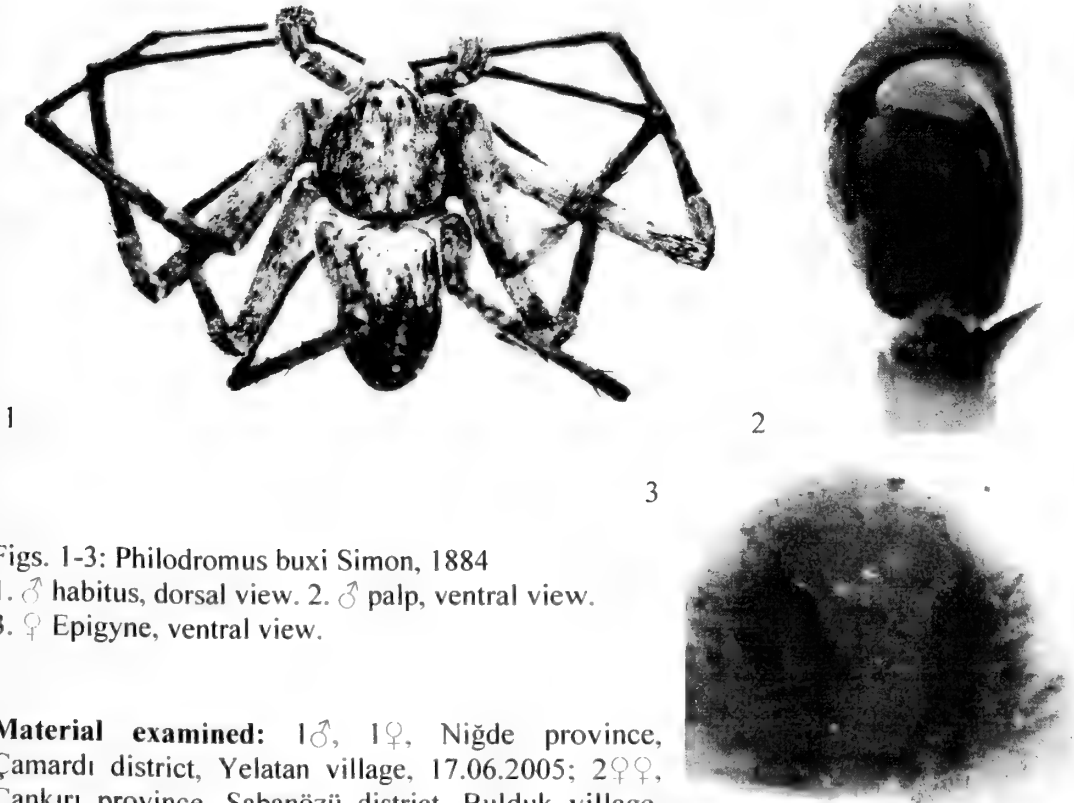 1
2
3
Figs. 1-3: Philodromus buxi Simon, 1884
1. ♂ habitus, dorsal view. 2. ♂ palp, ventral view.
3. ♀ Epigyne, ventral view.
Material examined: 1♂, 1♀, Niğde province,
Çamardı district, Yelatan village, 17.06.2005; 2♀♀,
Çankırı province, Şabanözü district, Bulduk village,